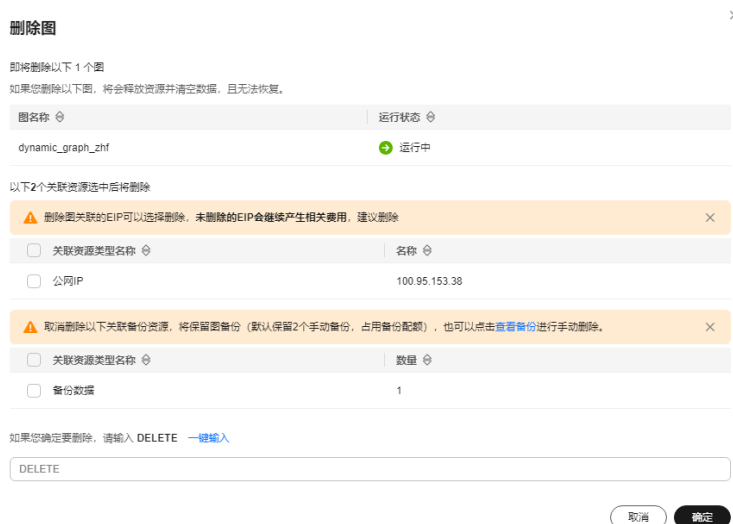 删除图
即将删除以下 1 个图
如果您删除以下图，将会释放资源并清空数据，且无法恢复。
图名称 运行状态
dynamic_graph_zhf 运行中
以下2个关联资源选中后将删除
删除图关联的EIP可以选择删除，未删除的EIP会继续产生相关费用，建议删除
关联资源类型名称 名称
公网IP 100.95.153.38
取消删除以下关联备份资源，将保留图备份（默认保留2个手动备份，占用备份配额），也可以点击查看备份进行手动删除。
关联资源类型名称 数量
备份数据 1
如果您确定要删除，请输入 DELETE 一键输入
DELETE
取消 确定